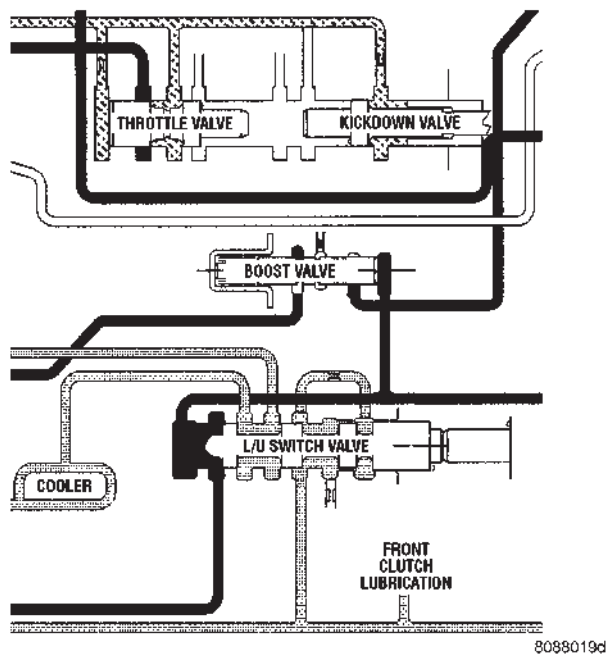 THROTTLE VALVE
KICKDOWN VALVE
BOOST VALVE
L/U SWITCH VALVE
COOLER
FRONT
CLUTCH
LUBRICATION
8088019d